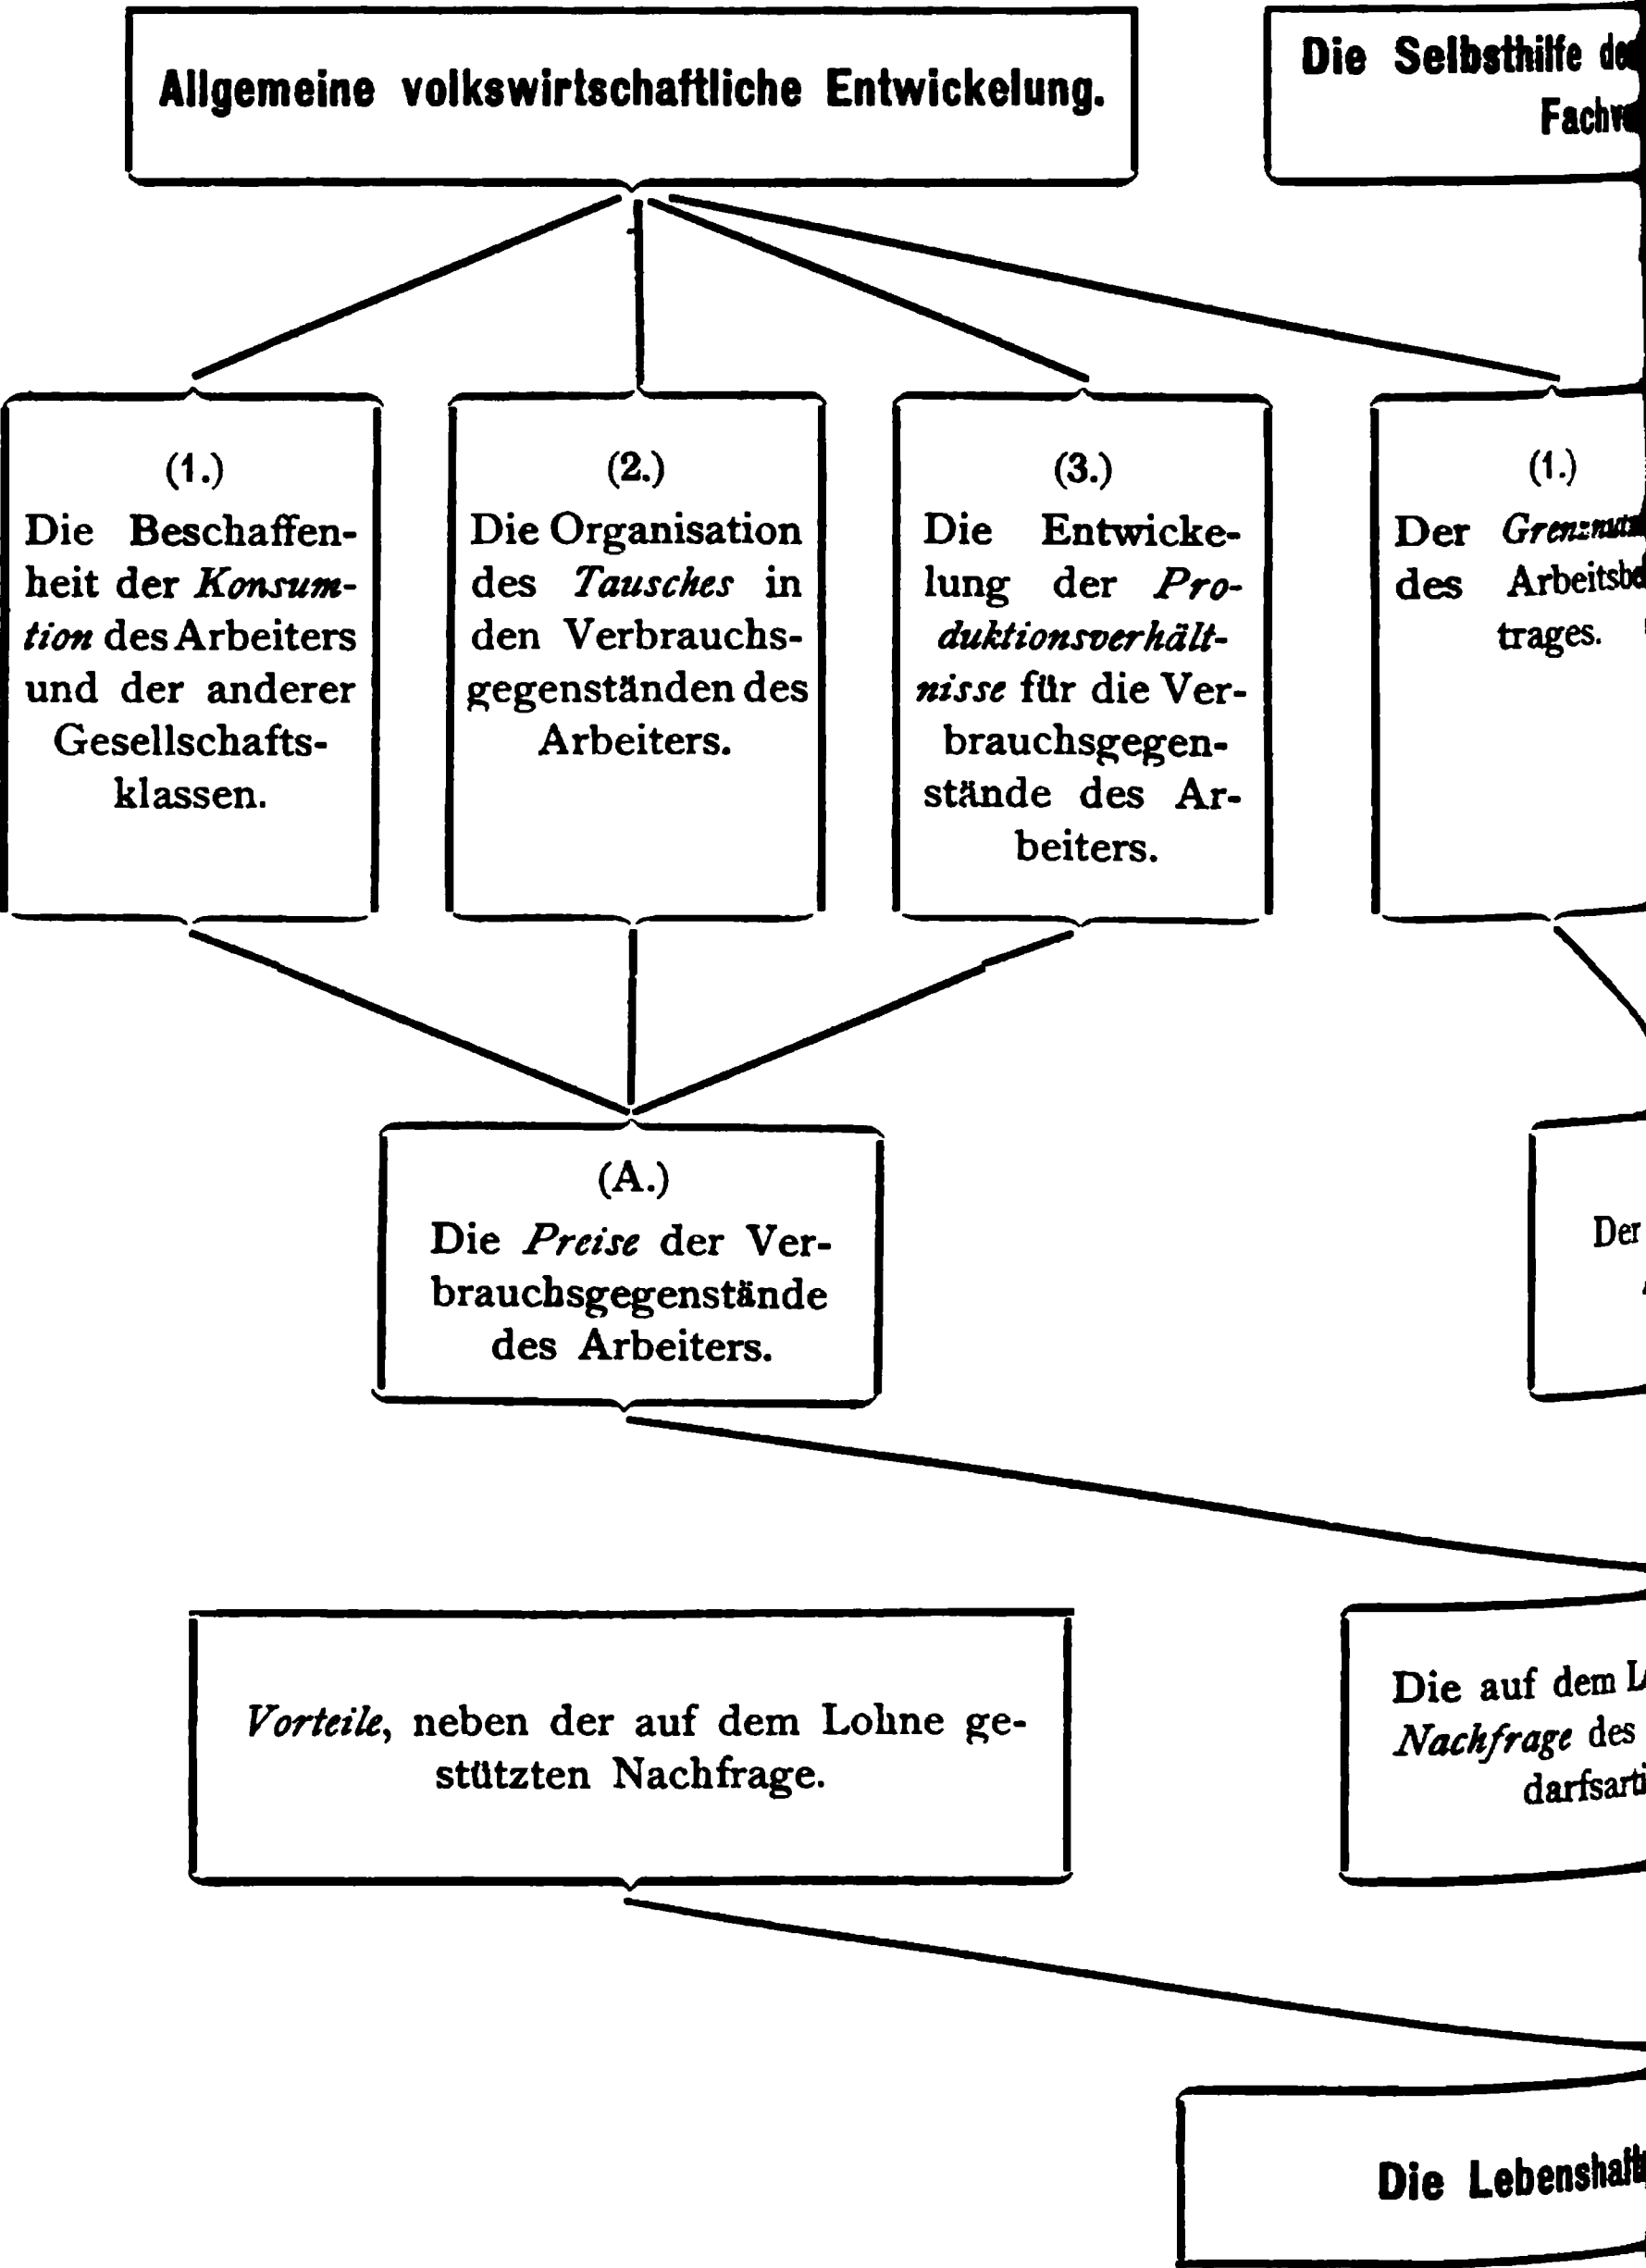 Allgemeine volkswirtschaftliche Entwickelung.
Die Selbsthilfe
(1.)
Die Beschaffen-
heit der Konsum-
tion des Arbeiters
und der anderer
Gesellschafts-
klassen.
(2.)
Die Organisation
des Tausches in
den Verbrauchs-
gegenständen des
Arbeiters.
(3.)
Die Entwicke-
lung der Pro-
duktionsverhält-
nisse für die Ver-
brauchsgegen-
stände des Ar-
beiters.
(1.)
Der
des
trages.
(A.)
Die Preise der Ver-
brauchsgegenstände
des Arbeiters.
Der
Vorteile, neben der auf dem Lohne ge-
stützten Nachfrage.
Die auf dem
Nachfrage des
Die